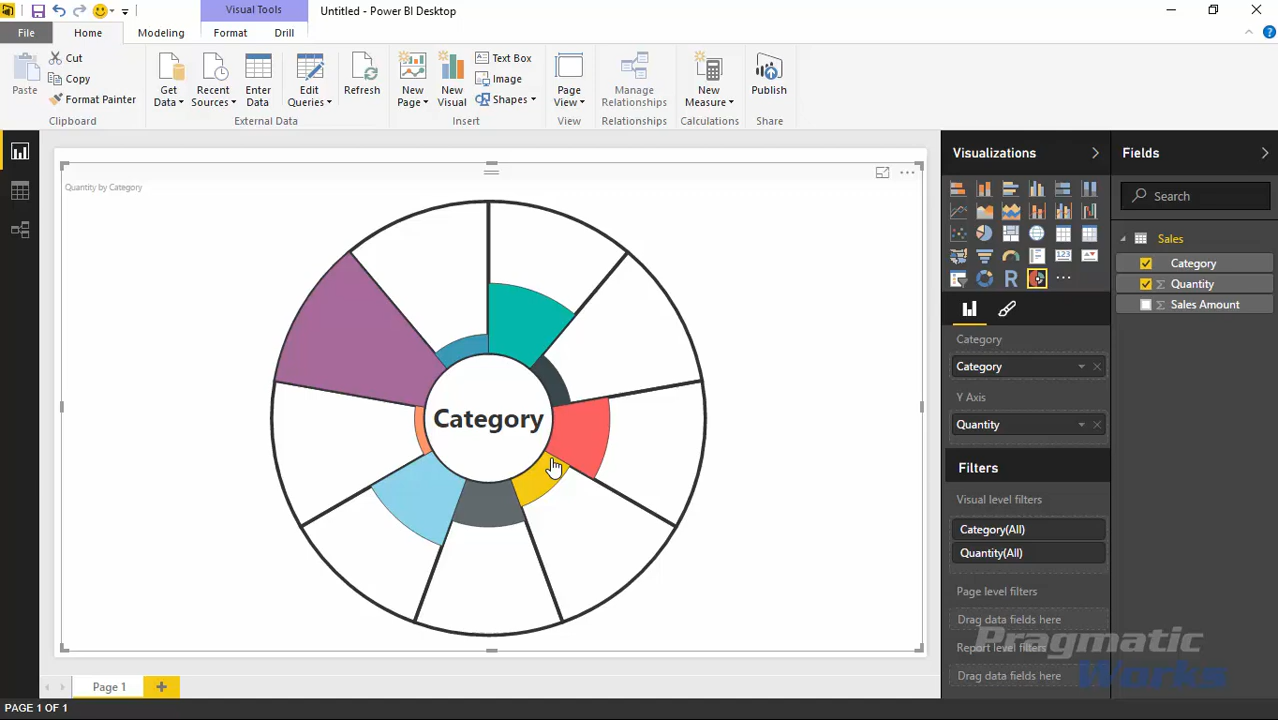 Visual Tools
Untitled - Power BI Desktop
File
Home
Modeling
Format
Drill
Paste
Cut
Copy
Format Painter
Clipboard
Get Data
Recent Sources
Enter Data
External Data
Edit Queries
Refresh
New Page
New Visual
Text Box
Image
Shapes
Insert
Page View
View
Manage Relationships
Relationships
New Measure
Calculations
Publish
Share
Quantity by Category
Category
Visualizations
R
Category
Category
Y Axis
Quantity
Filters
Visual level filters
Category(All)
Quantity(All)
Page level filters
Drag data fields here
Report level filters
Drag data fields here
Fields
Search
Sales
Category
Σ Quantity
Σ Sales Amount
Pragmatic
Works
Page 1
PAGE 1 OF 1